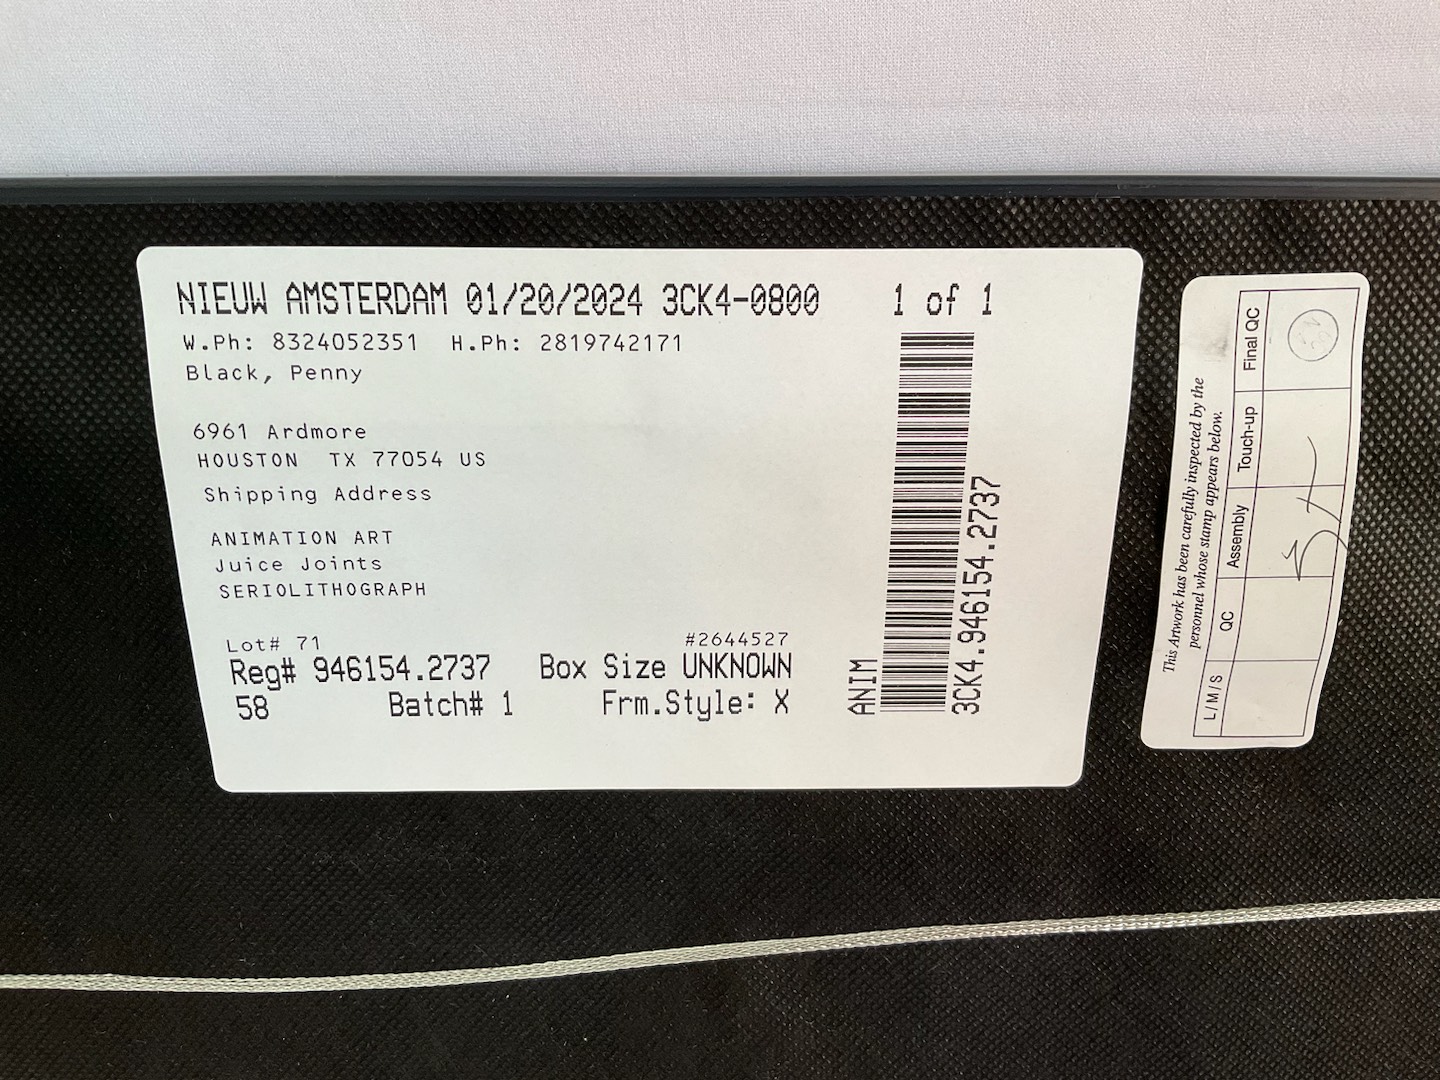 NIEUW AMSTERDAM 01/20/2024 3CK4-0800 1 of 1
W.Ph: 8324052351 H.Ph: 2819742171
Black, Penny
6961 Ardmore
HOUSTON TX 77054 US
Shipping Address
ANIMATION ART
Juice Joints
SERIOLITHOGRAPH
Lot# 71 #2644527
Reg# 946154.2737 Box Size UNKNOWN
58 Batch# 1 Frm.Style: X
ANIM
3CK4.946154.2737
This Artwork has been carefully inspected by the
personnel whose stamp appears below.
L/M/S QC Assembly Touch-up Final QC